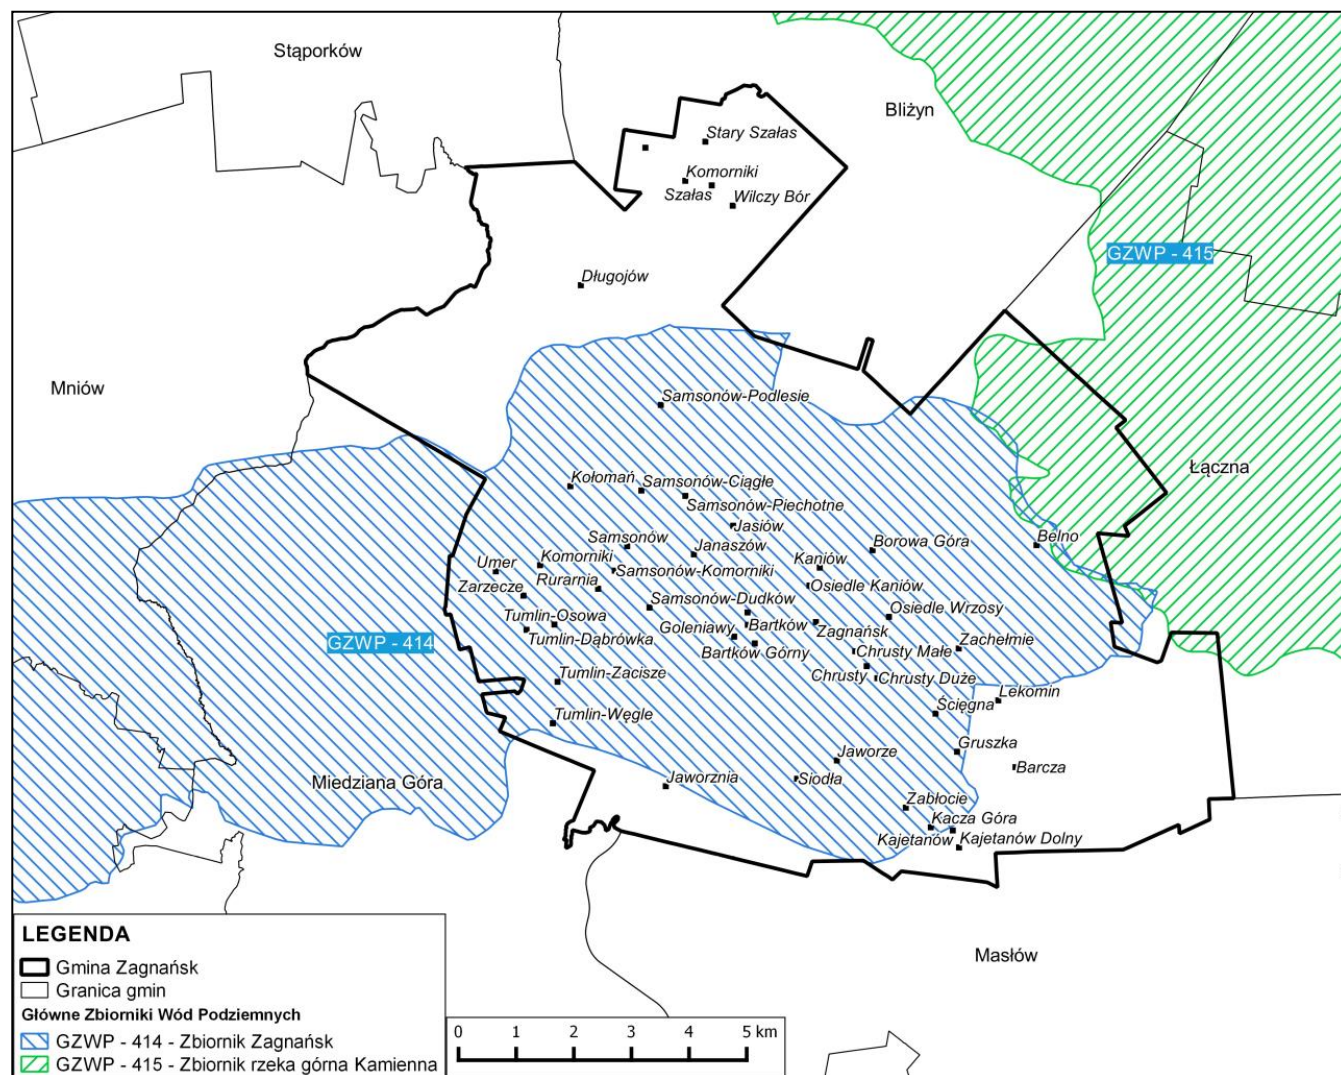 Stąporków
Bliżyn
Stary Szałas
Komorniki
Szałas
Wilczy Bór
GZWP - 415
Długojów
Mniów
Samsonów-Podlesie
Łączna
Kołomań
Samsonów-Ciągłe
Samsonów-Piechotne
Jasiów
Samsonów
Janaszów
Borowa Góra
Belno
Umer
Komorniki
Kaniów
Zarzecze
Rurarnia
Samsonów-Komorniki
Osiedle Kaniów
Samsonów-Dudków
Osiedle Wrzosy
Tumlin-Osowa
Goleniawy
Bartków
Zagnańsk
GZWP - 414
Tumlin-Dąbrówka
Bartków Górny
Chrusty Małe
Zachełmie
Tumlin-Zacisze
Chrusty
Chrusty Duże
Lekomin
Ścięgna
Tumlin-Węgle
Gruszka
Jaworze
Barcza
Miedziana Góra
Jaworznia
Siodła
Zabłocie
Kacza Góra
Kajetanów
Kajetanów Dolny
Masłów
LEGENDA
Gmina Zagnańsk
Granica gmin
Główne Zbiorniki Wód Podziemnych
GZWP - 414 - Zbiornik Zagnańsk
GZWP - 415 - Zbiornik rzeka górna Kamienna
0 1 2 3 4 5 km